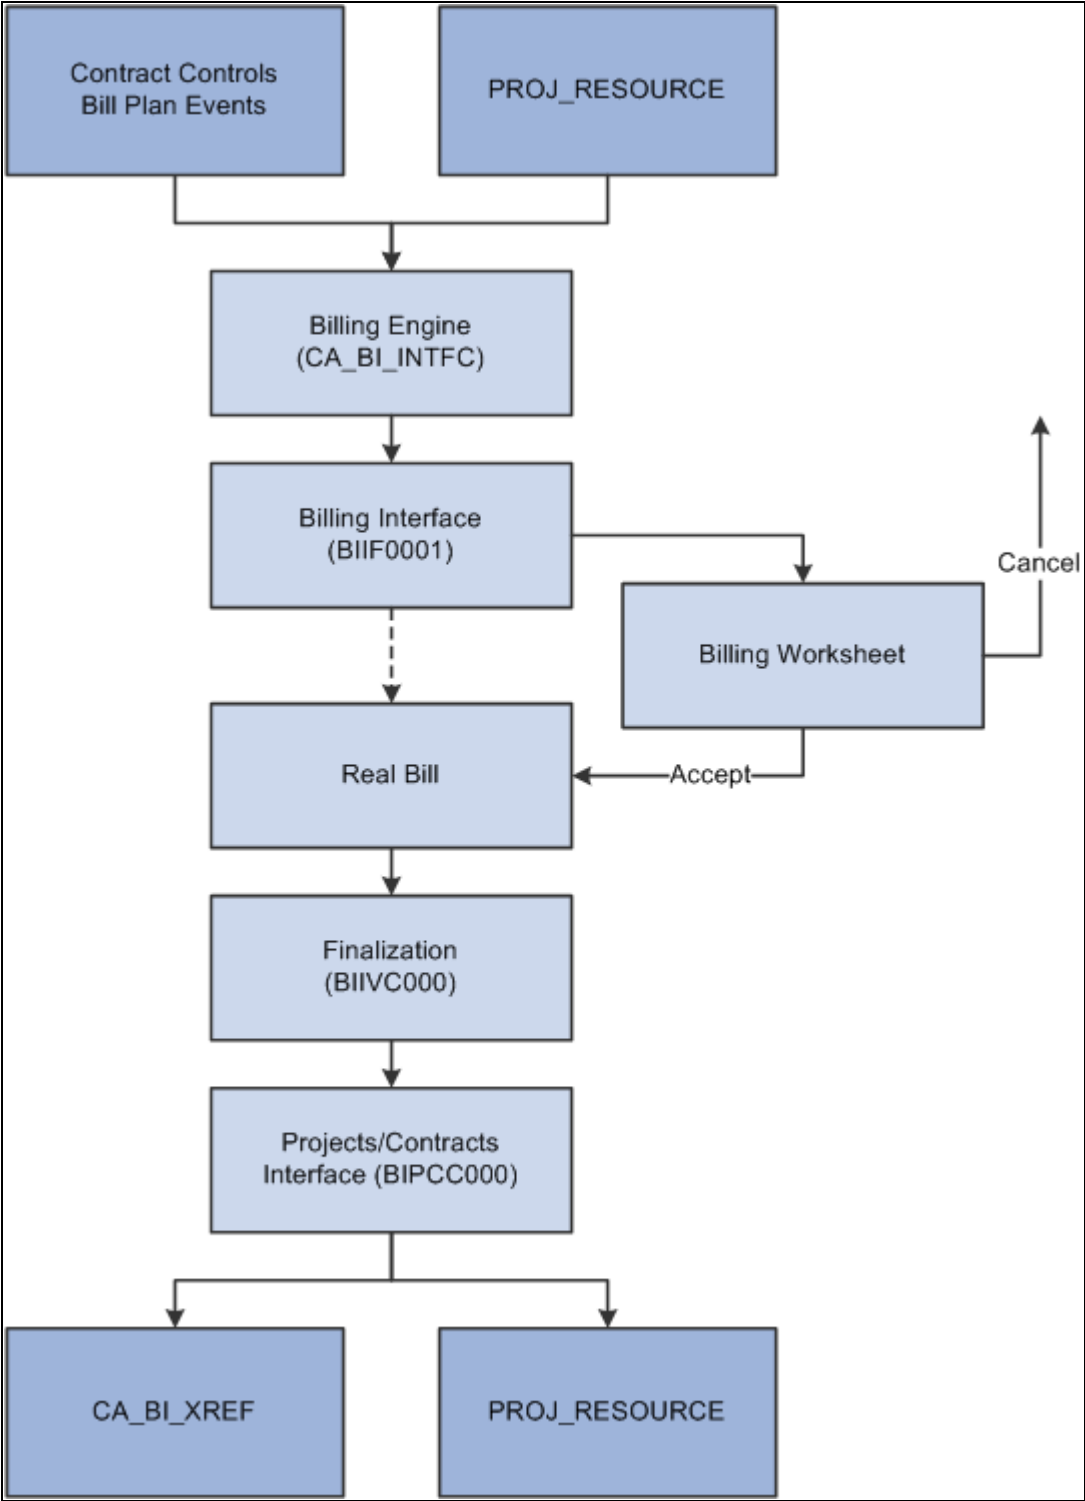 Contract Controls
Bill Plan Events
PROJ_RESOURCE
Billing Engine
(CA_BI_INTFC)
Billing Interface
(BIIF0001)
Cancel
Billing Worksheet
Real Bill
Accept
Finalization
(BIIVC000)
Projects/Contracts
Interface (BIPCC000)
CA_BI_XREF
PROJ_RESOURCE